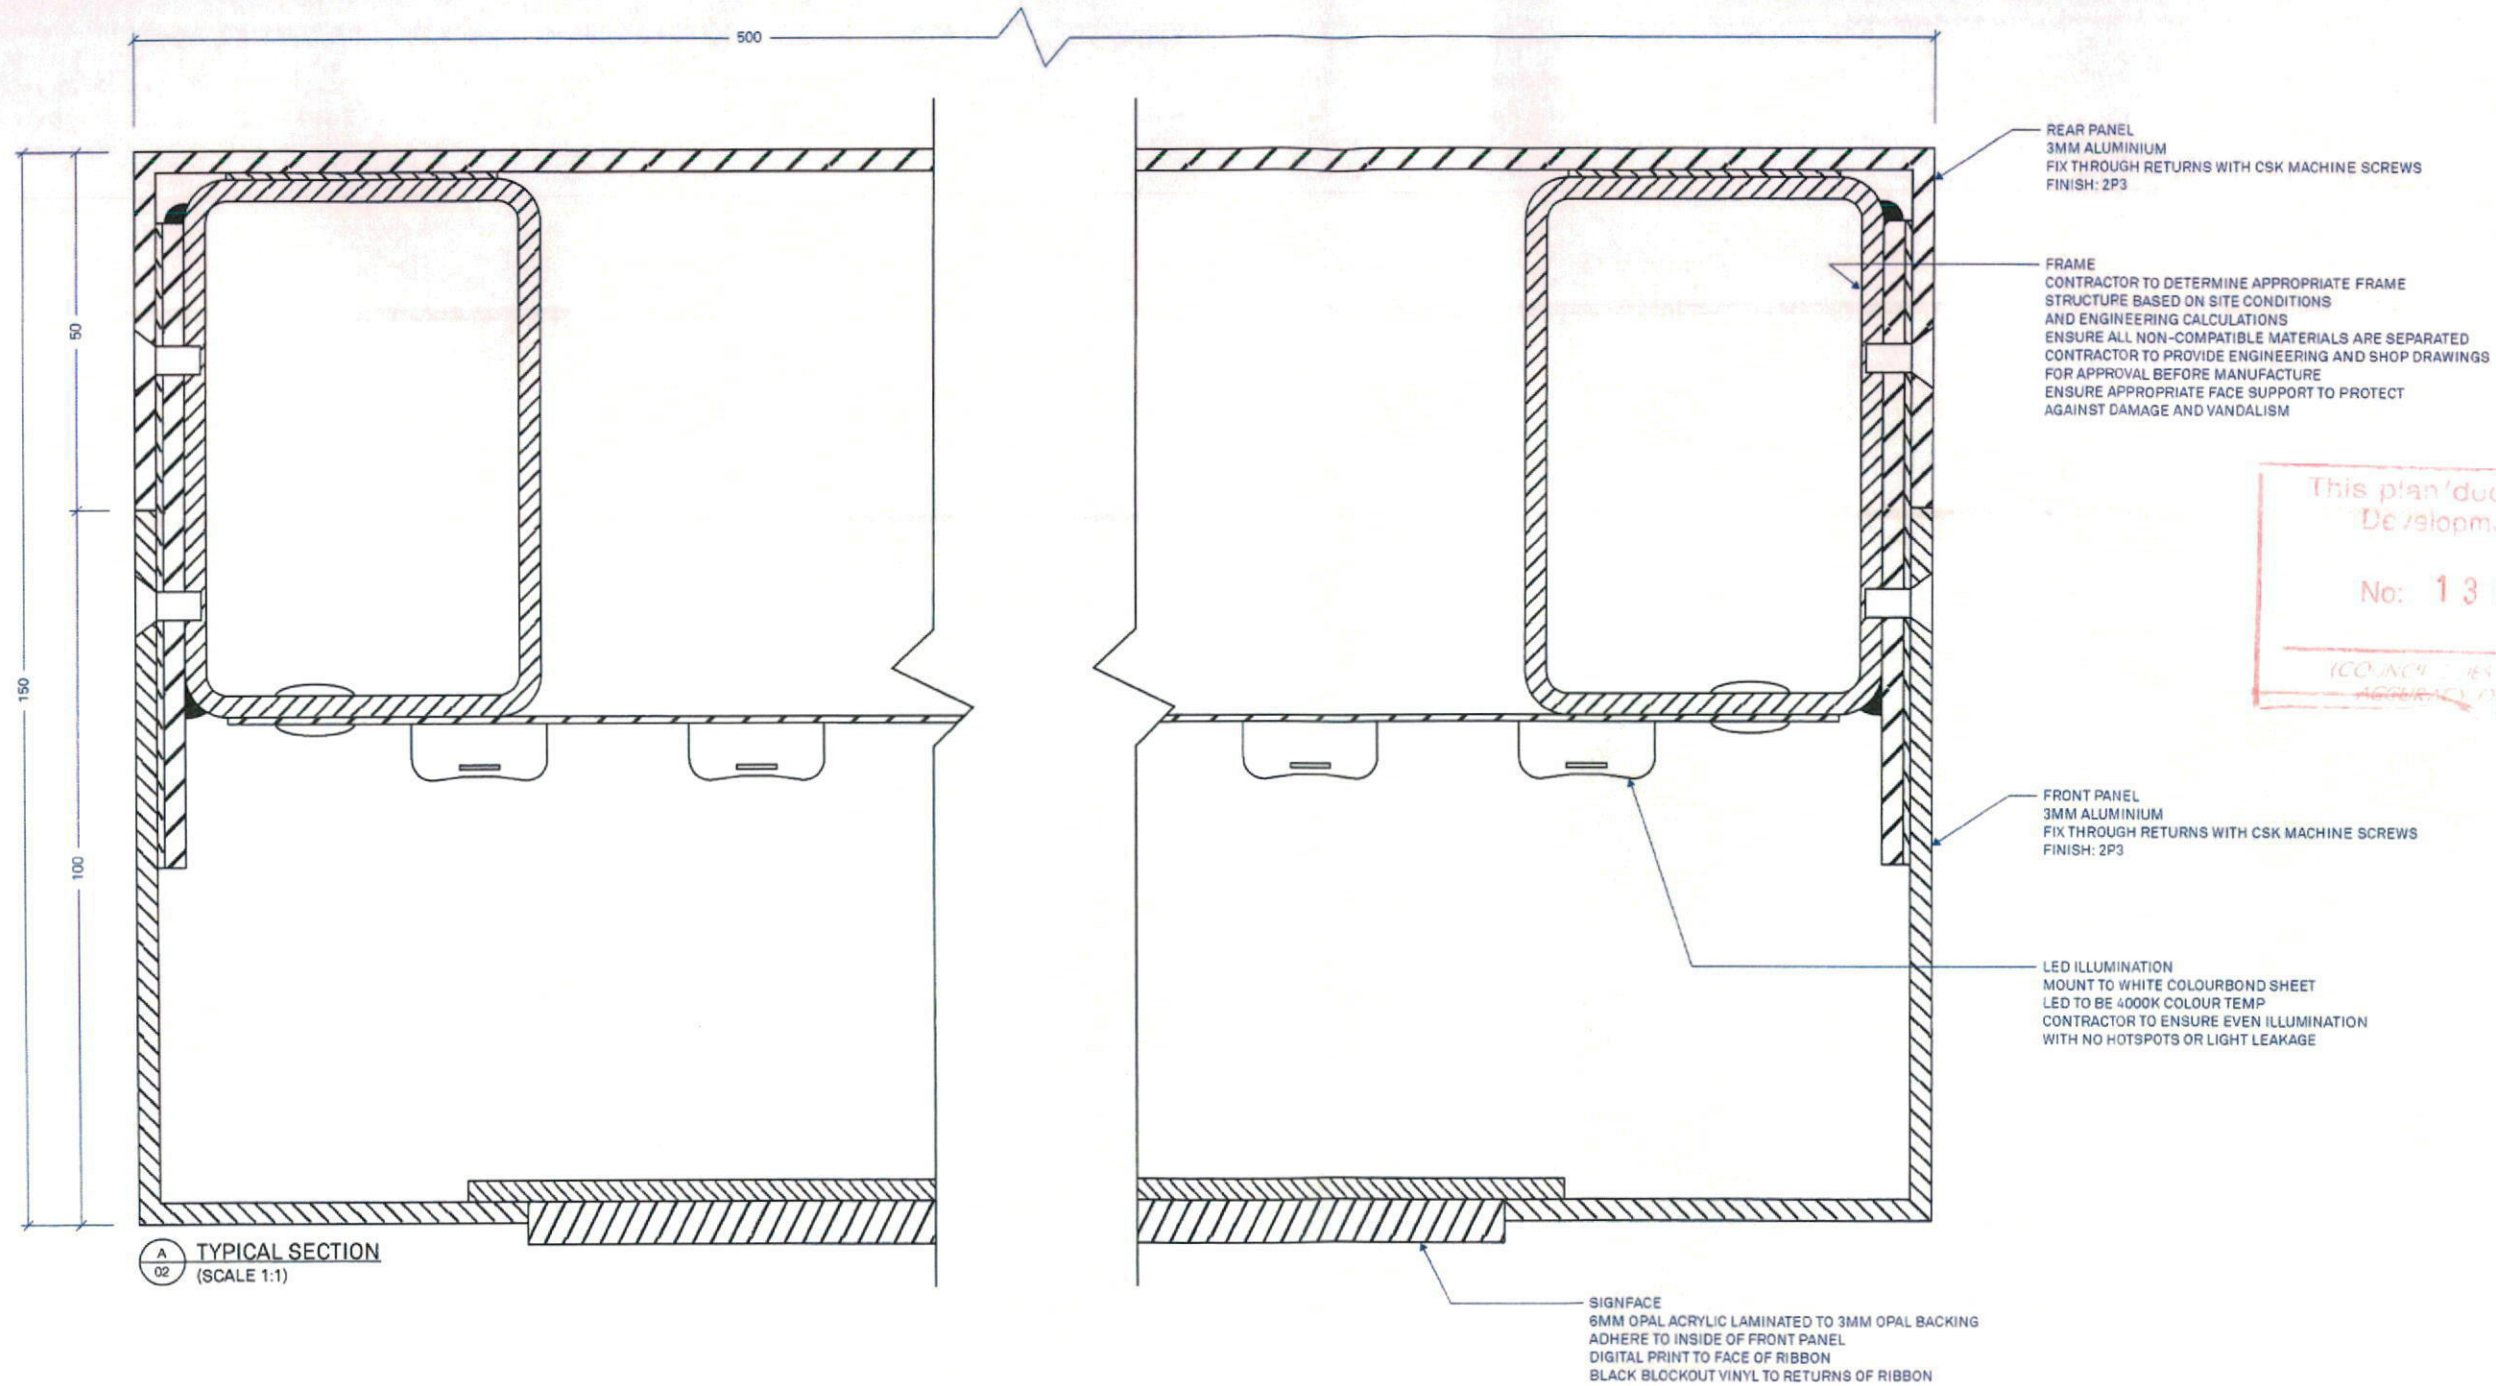 500
REAR PANEL
3MM ALUMINIUM
FIX THROUGH RETURNS WITH CSK MACHINE SCREWS
FINISH: 2P3
FRAME
CONTRACTOR TO DETERMINE APPROPRIATE FRAME
STRUCTURE BASED ON SITE CONDITIONS
AND ENGINEERING CALCULATIONS
ENSURE ALL NON-COMPATIBLE MATERIALS ARE SEPARATED
CONTRACTOR TO PROVIDE ENGINEERING AND SHOP DRAWINGS
FOR APPROVAL BEFORE MANUFACTURE
ENSURE APPROPRIATE FACE SUPPORT TO PROTECT
AGAINST DAMAGE AND VANDALISM
50
150
100
This plan
No: 13
FRONT PANEL
3MM ALUMINIUM
FIX THROUGH RETURNS WITH CSK MACHINE SCREWS
FINISH: 2P3
LED ILLUMINATION
MOUNT TO WHITE COLOURBOND SHEET
LED TO BE 4000K COLOUR TEMP
CONTRACTOR TO ENSURE EVEN ILLUMINATION
WITH NO HOTSPOTS OR LIGHT LEAKAGE
A
02
TYPICAL SECTION
(SCALE 1:1)
SIGNFACE
6MM OPAL ACRYLIC LAMINATED TO 3MM OPAL BACKING
ADHERE TO INSIDE OF FRONT PANEL
DIGITAL PRINT TO FACE OF RIBBON
BLACK BLOCKOUT VINYL TO RETURNS OF RIBBON